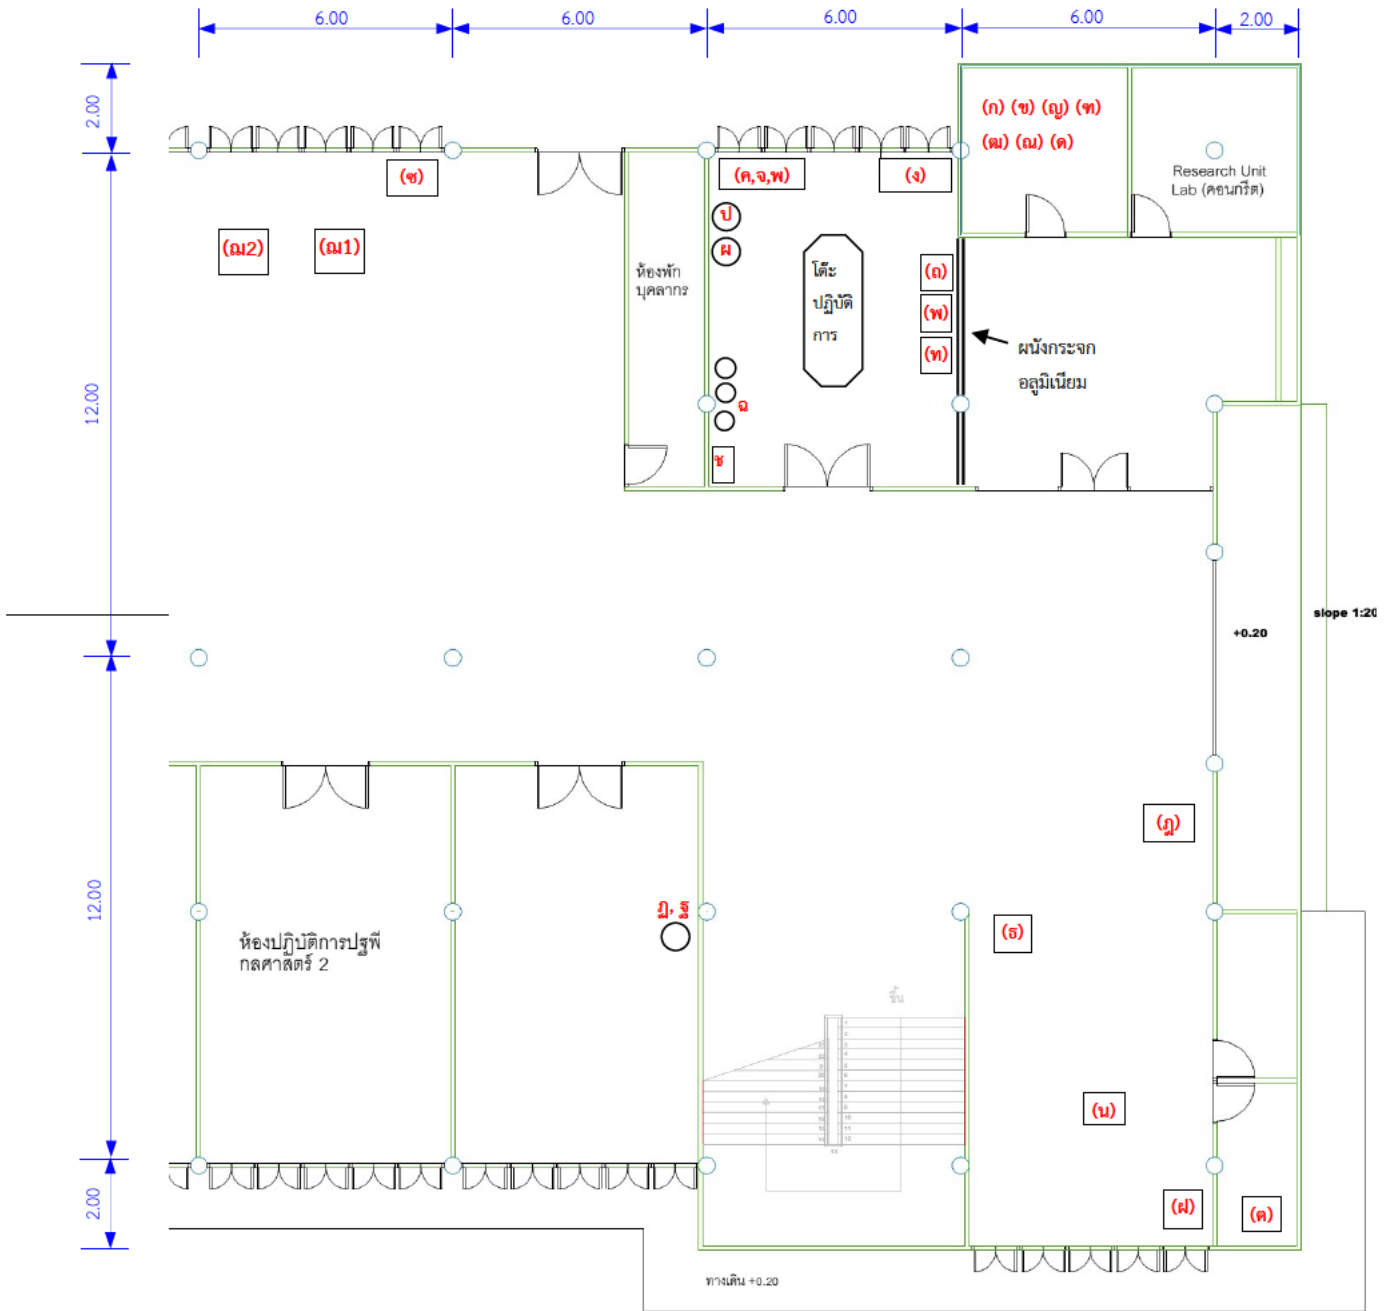 6.00
6.00
6.00
6.00
2.00
2.00
12.00
12.00
2.00
(ก) (ข) (ญ) (ฑ)
(ฒ) (ณ) (ด)
Research Unit
Lab (คอนกรีต)
(ซ)
(ค,จ,พ)
(ง)
(ฌ2)
(ฌ1)
ป
ผ
ห้องพัก
บุคลากร
โต๊ะ
ปฏิบัติ
การ
(ถ)
(พ)
(ท)
ผนังกระจก
อลูมิเนียม
ฉ
ช
slope 1:20
+0.20
(ฎ)
ฏ, ฐ
(ธ)
ห้องปฏิบัติการปฐพี
กลศาสตร์ 2
ขึ้น
(น)
(ฝ)
(ต)
ทางเดิน +0.20